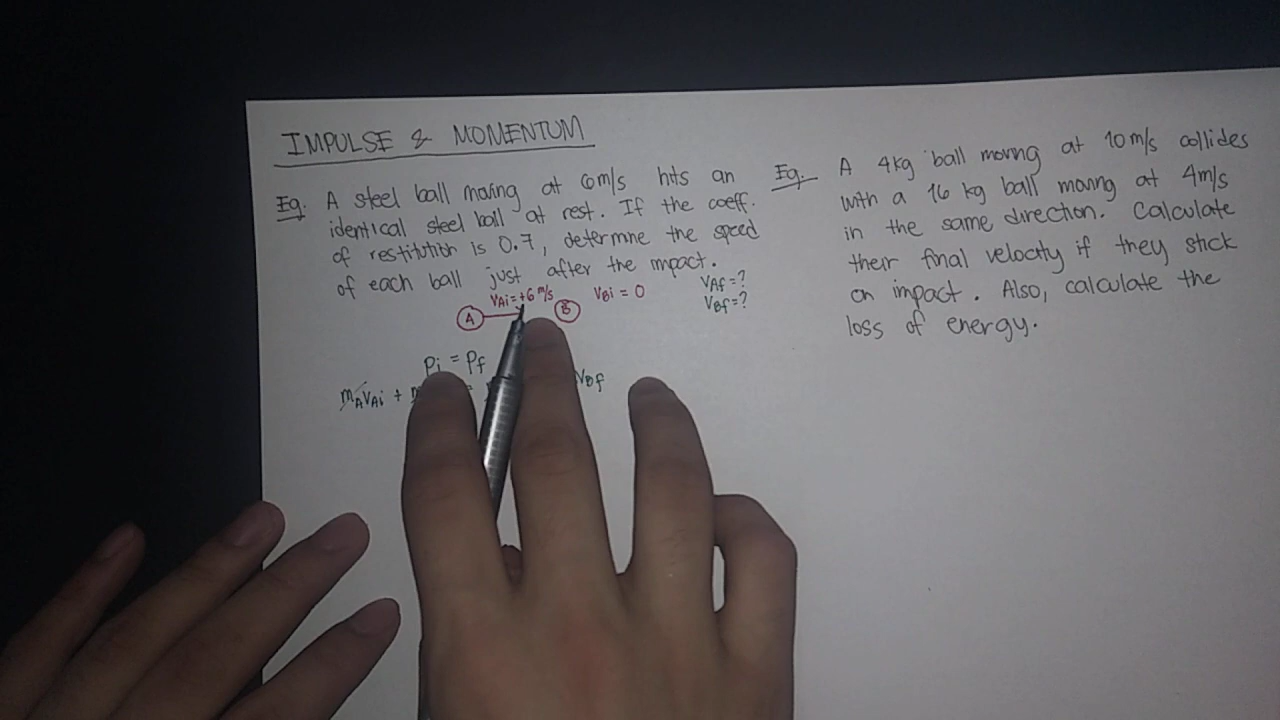 IMPULSE & MOMENTUM
Eg. A steel ball moving at 6m/s hits an
identical steel ball at rest. If the coeff.
of restitution is 0.7, determine the speed
of each ball just after the impact.
VAi = +6 m/s
VBi = 0
VAf = ?
VBf = ?
A
B
Pi = Pf
mAVAi +
VBf
Eg. A 4kg ball moving at 10m/s collides
with a 16 kg ball moving at 4m/s
in the same direction. Calculate
their final velocity if they stick
on impact. Also, calculate the
loss of energy.